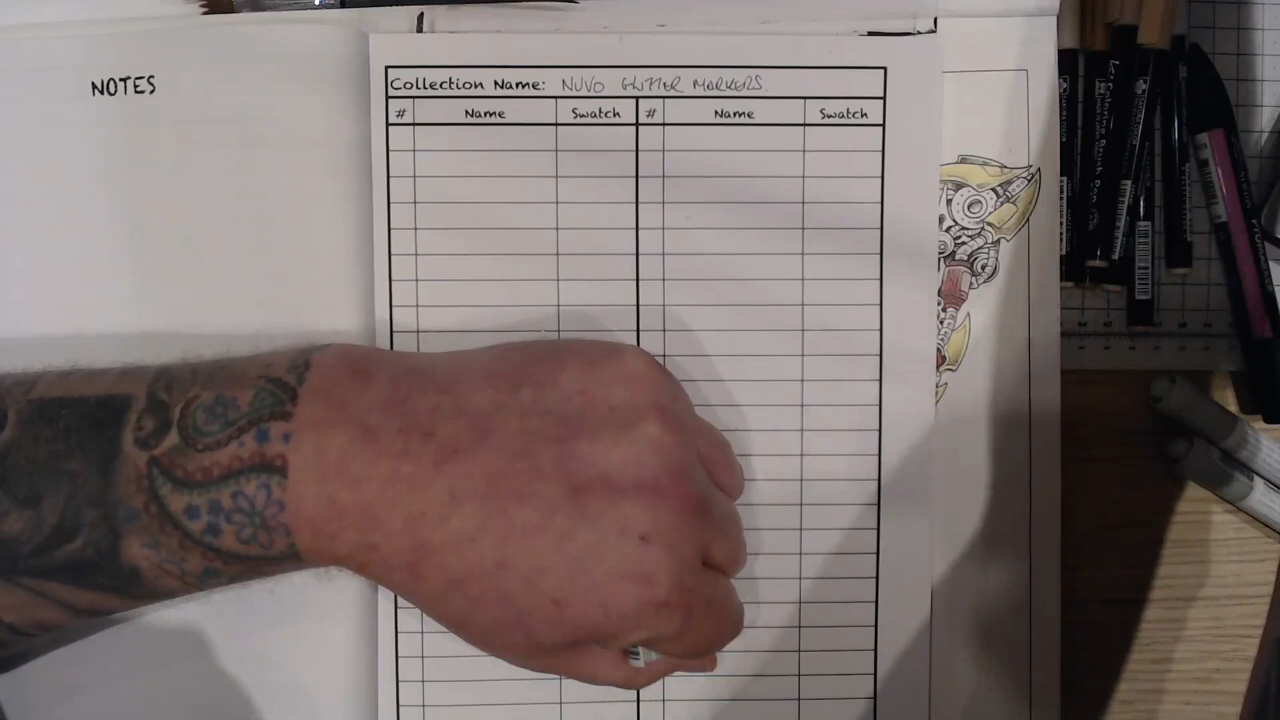 NOTES
Collection Name: NUVO GLITTER MARKERS.
# Name Swatch # Name Swatch